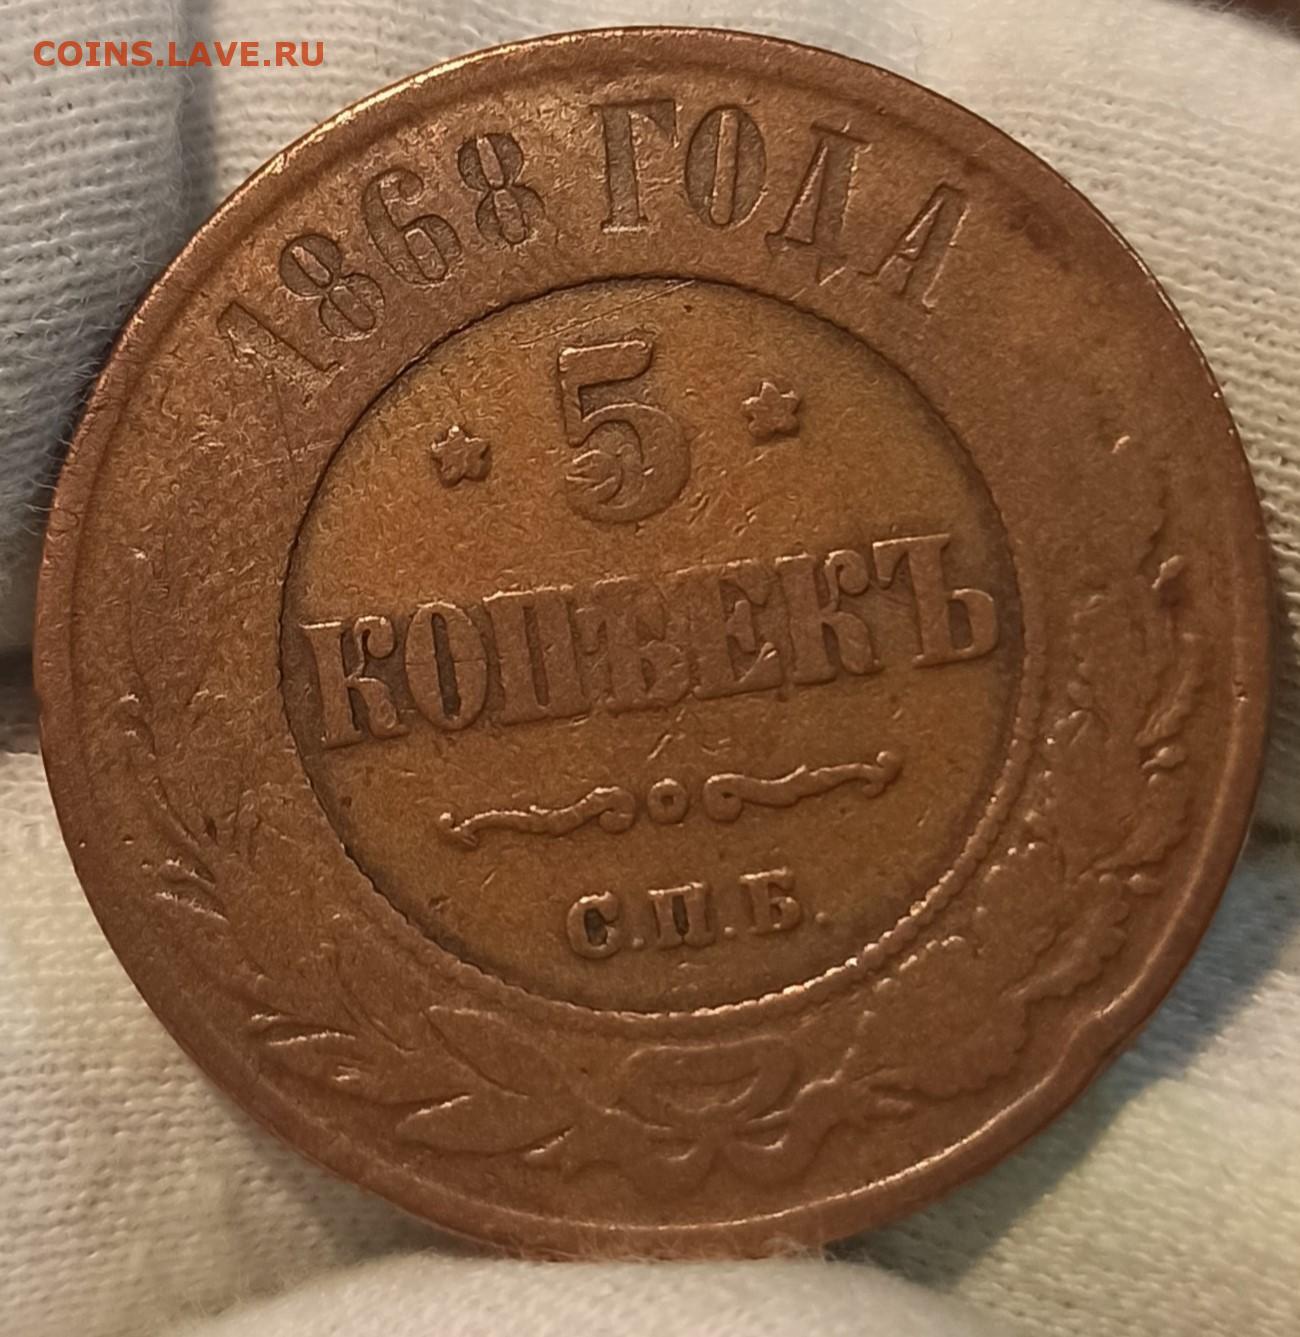 COINS.LAVE.RU
1868 ГОДА
5
КОПѢЕКЪ
С.П.Б.